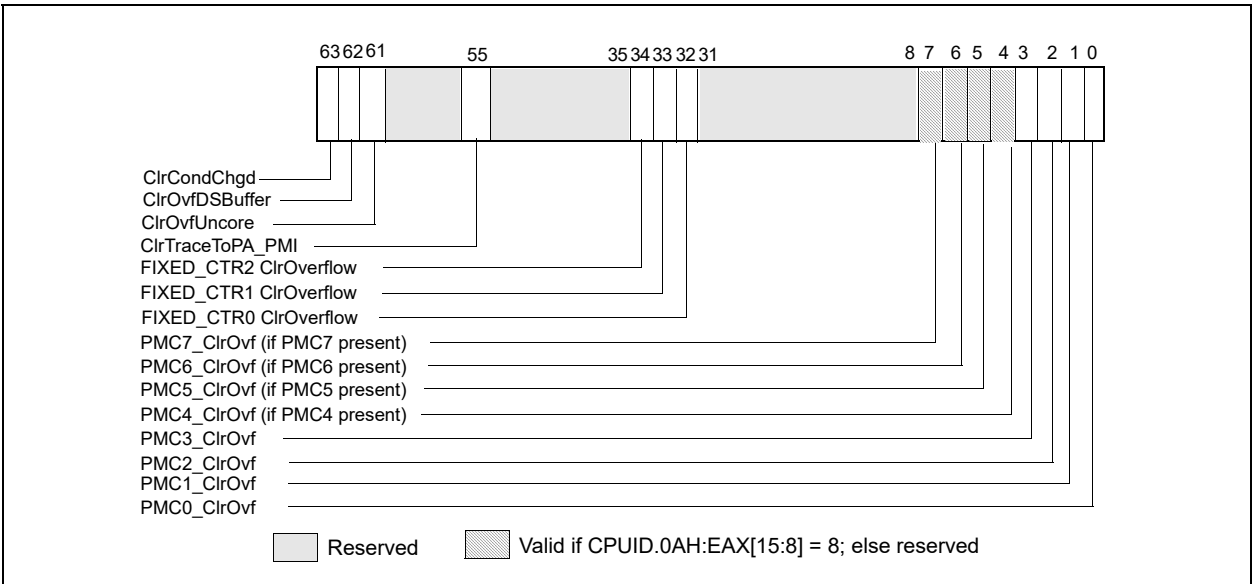 63 62 61 55 35 34 33 32 31 8 7 6 5 4 3 2 1 0
ClrCondChgd
ClrOvfDSBuffer
ClrOvfUncore
ClrTraceToPA_PMI
FIXED_CTR2 ClrOverflow
FIXED_CTR1 ClrOverflow
FIXED_CTR0 ClrOverflow
PMC7_ClrOvf (if PMC7 present)
PMC6_ClrOvf (if PMC6 present)
PMC5_ClrOvf (if PMC5 present)
PMC4_ClrOvf (if PMC4 present)
PMC3_ClrOvf
PMC2_ClrOvf
PMC1_ClrOvf
PMC0_ClrOvf
Reserved Valid if CPUID.0AH:EAX[15:8] = 8; else reserved